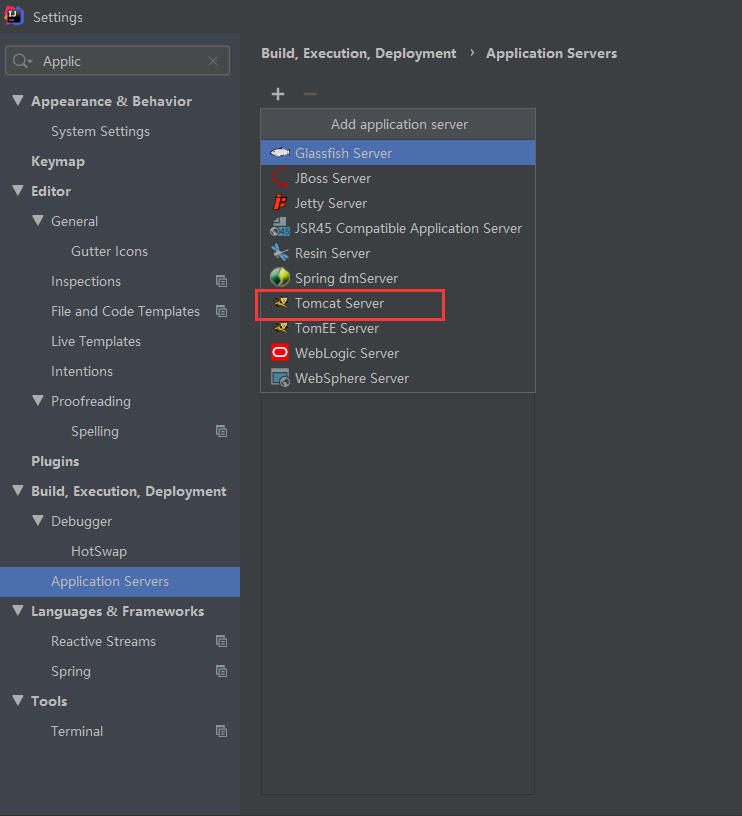 Settings
Applic
Appearance & Behavior
System Settings
Keymap
Editor
General
Gutter Icons
Inspections
File and Code Templates
Live Templates
Intentions
Proofreading
Spelling
Plugins
Build, Execution, Deployment
Debugger
HotSwap
Application Servers
Languages & Frameworks
Reactive Streams
Spring
Tools
Terminal
Build, Execution, Deployment › Application Servers
Add application server
Glassfish Server
JBoss Server
Jetty Server
JSR45 Compatible Application Server
Resin Server
Spring dmServer
Tomcat Server
TomEE Server
WebLogic Server
WebSphere Server